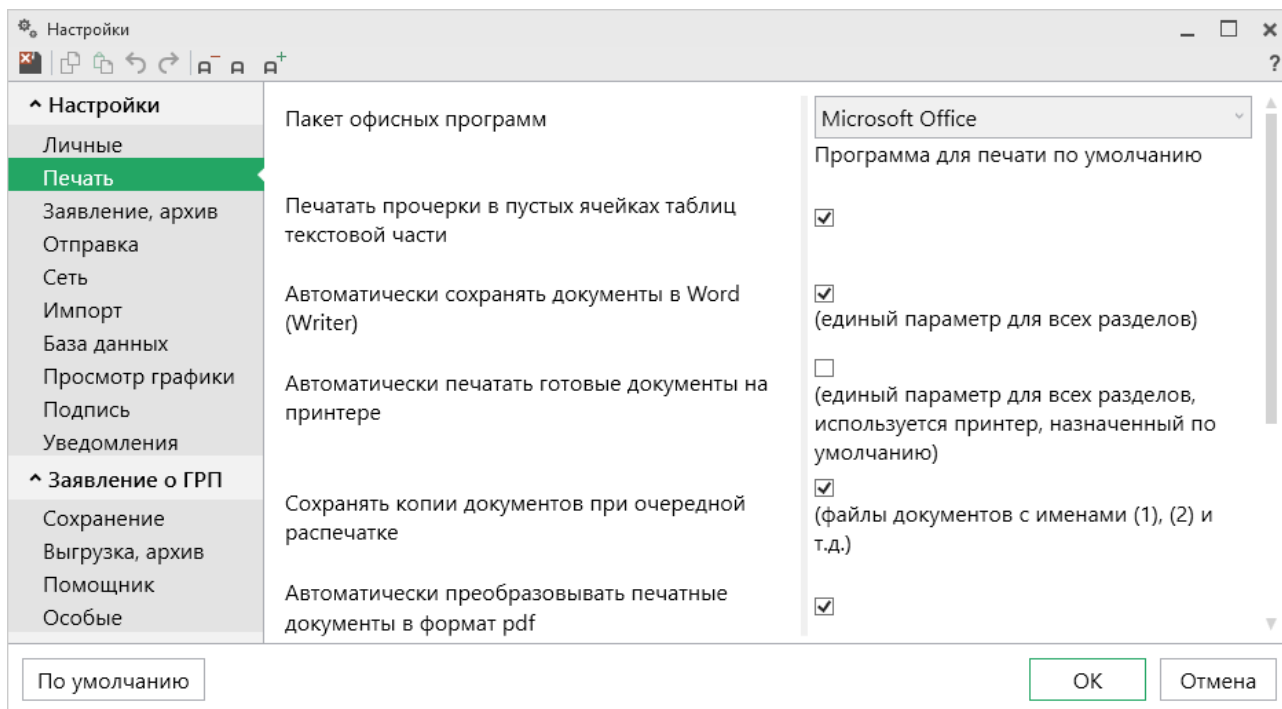 Настройки
?
^ Настройки
Личные
Печать
Заявление, архив
Отправка
Сеть
Импорт
База данных
Просмотр графики
Подпись
Уведомления
^ Заявление о ГРП
Сохранение
Выгрузка, архив
Помощник
Особые
Пакет офисных программ
Microsoft Office
Программа для печати по умолчанию
Печатать прочерки в пустых ячейках таблиц
текстовой части
Автоматически сохранять документы в Word
(Writer)
(единый параметр для всех разделов)
Автоматически печатать готовые документы на
принтере
(единый параметр для всех разделов,
используется принтер, назначенный по
умолчанию)
Сохранять копии документов при очередной
распечатке
(файлы документов с именами (1), (2) и
т.д.)
Автоматически преобразовывать печатные
документы в формат pdf
По умолчанию
ОК
Отмена